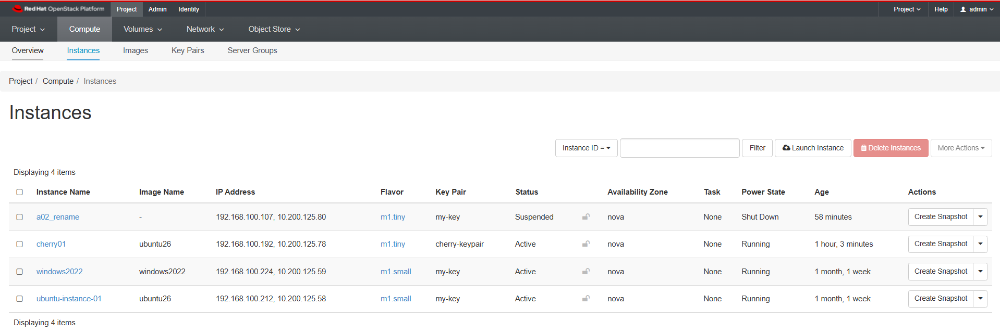 Red Hat OpenStack Platform Project Admin Identity Project Help admin
Project Compute Volumes Network Object Store
Overview Instances Images Key Pairs Server Groups
Project / Compute / Instances
Instances
Instance ID = Filter Launch Instance Delete Instances More Actions
Displaying 4 items
Instance Name Image Name IP Address Flavor Key Pair Status Availability Zone Task Power State Age Actions
a02_rename - 192.168.100.107, 10.200.125.80 m1.tiny my-key Suspended nova None Shut Down 58 minutes Create Snapshot
cherry01 ubuntu26 192.168.100.192, 10.200.125.78 m1.tiny cherry-keypair Active nova None Running 1 hour, 3 minutes Create Snapshot
windows2022 windows2022 192.168.100.224, 10.200.125.59 m1.small my-key Active nova None Running 1 month, 1 week Create Snapshot
ubuntu-instance-01 ubuntu26 192.168.100.212, 10.200.125.58 m1.small my-key Active nova None Running 1 month, 1 week Create Snapshot
Displaying 4 items